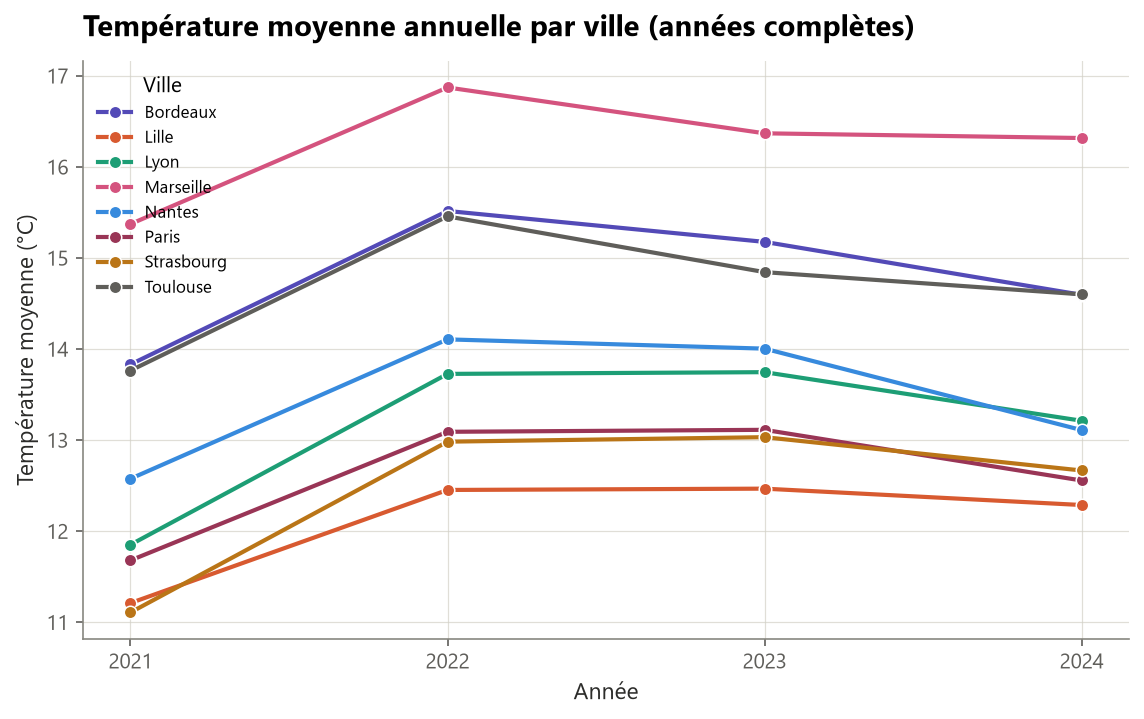 Température moyenne annuelle par ville (années complètes)
17
16
15
14
13
12
11
Température moyenne (°C)
Ville
Bordeaux
Lille
Lyon
Marseille
Nantes
Paris
Strasbourg
Toulouse
2021
2022
2023
2024
Année